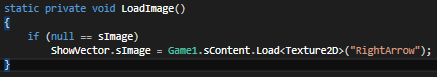 static private void LoadImage()
{
if (null == sImage)
ShowVector.sImage = Game1.sContent.Load<Texture2D>("RightArrow");
}